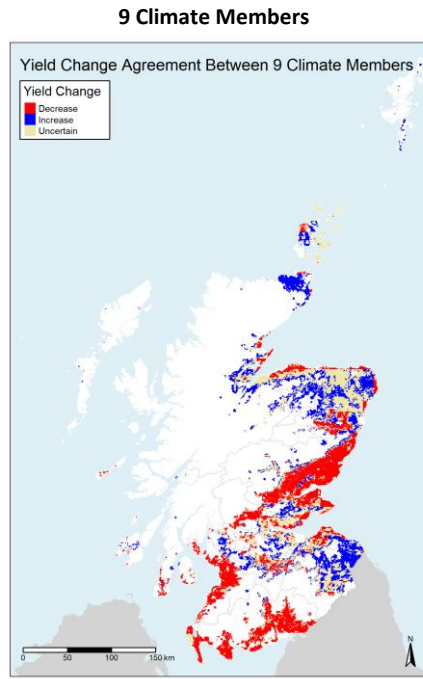 9 Climate Members
Yield Change Agreement Between 9 Climate Members
Yield Change
Decrease
Increase
Uncertain
N
0 50 100 150 km